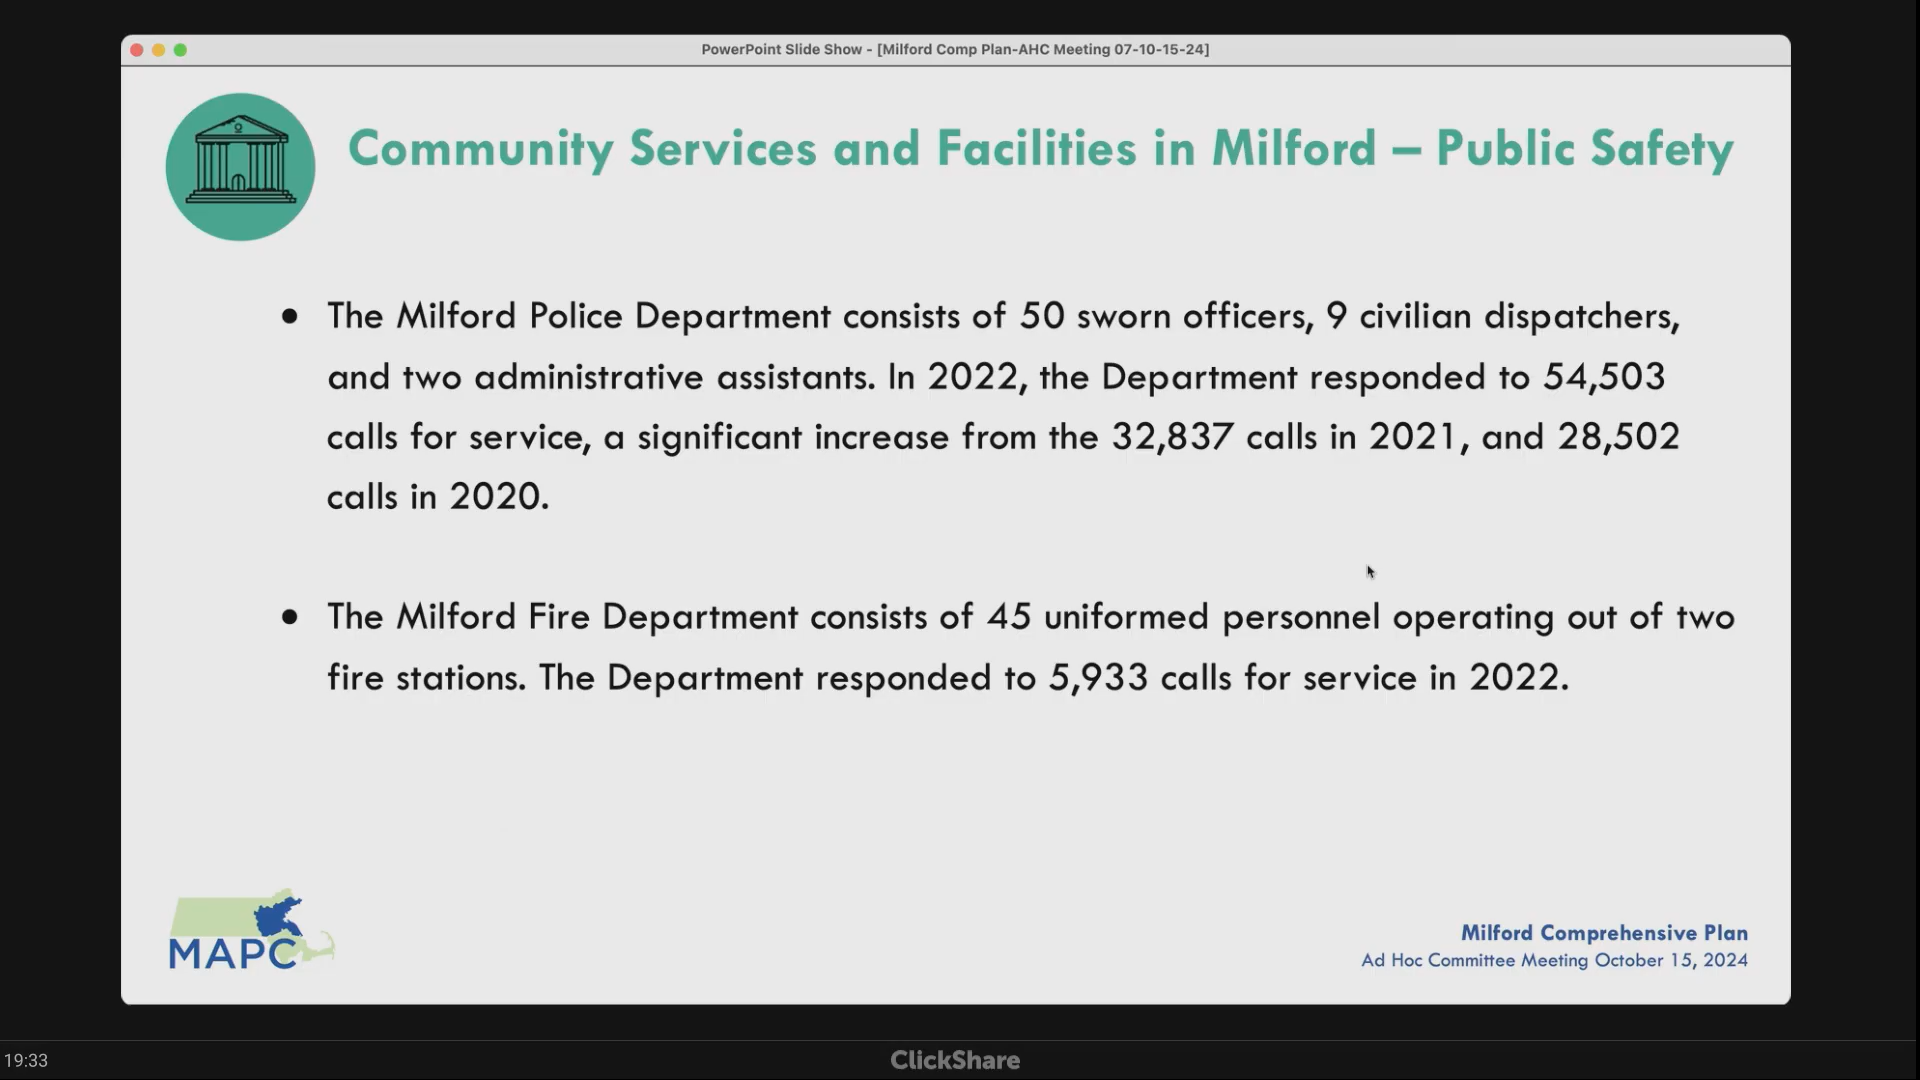 PowerPoint Slide Show - [Milford Comp Plan-AHC Meeting 07-10-15-24]
Community Services and Facilities in Milford – Public Safety
• The Milford Police Department consists of 50 sworn officers, 9 civilian dispatchers,
and two administrative assistants. In 2022, the Department responded to 54,503
calls for service, a significant increase from the 32,837 calls in 2021, and 28,502
calls in 2020.
• The Milford Fire Department consists of 45 uniformed personnel operating out of two
fire stations. The Department responded to 5,933 calls for service in 2022.
MAPC
Milford Comprehensive Plan
Ad Hoc Committee Meeting October 15, 2024
19:33
ClickShare